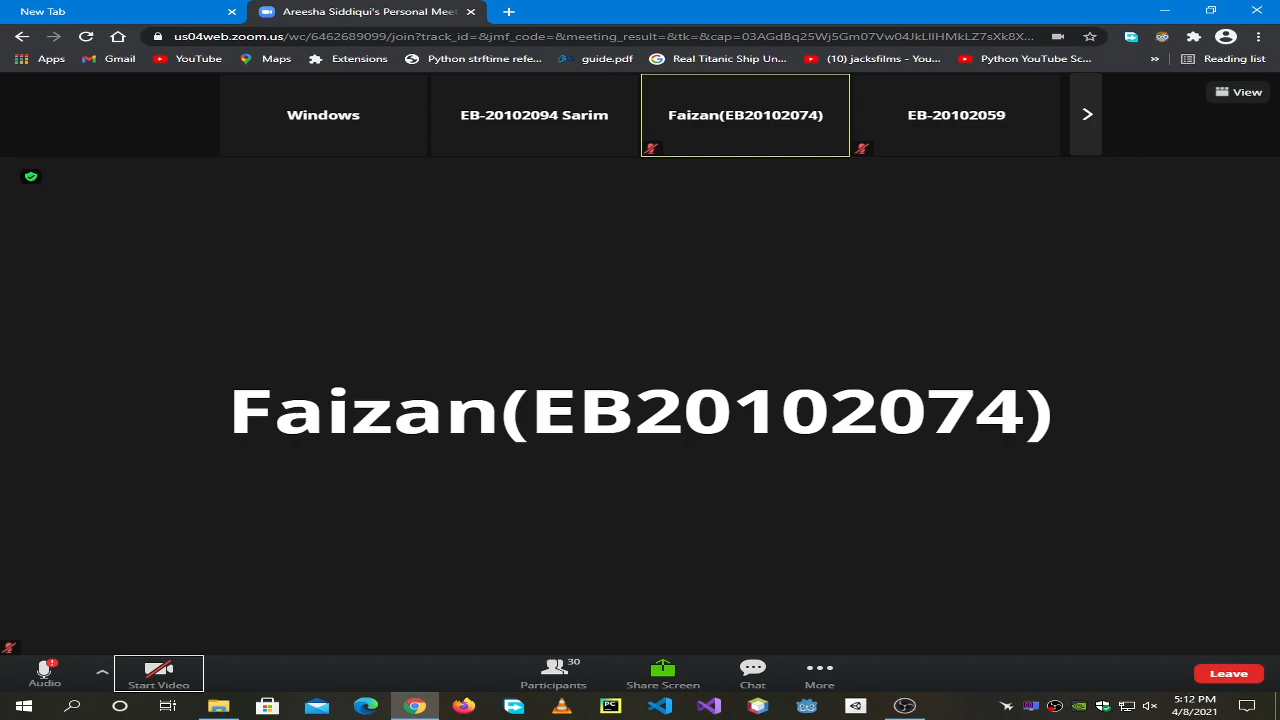 New Tab
Areesha Siddiqui's Personal Meet
us04web.zoom.us/wc/6462689099/join?track_id=&jmf_code=&meeting_result=&tk=&cap=
Apps
Gmail
YouTube
Maps
Extensions
Python strftime refe...
guide.pdf
Real Titanic Ship Un...
(10) jacksfilms - You...
Python YouTube Sc...
»
Reading list
Windows
EB-20102094 Sarim
Faizan(EB20102074)
EB-20102059
View
Faizan(EB20102074)
Audio
Start Video
30
Participants
Share Screen
Chat
More
Leave
PC
5:12 PM
4/8/2021